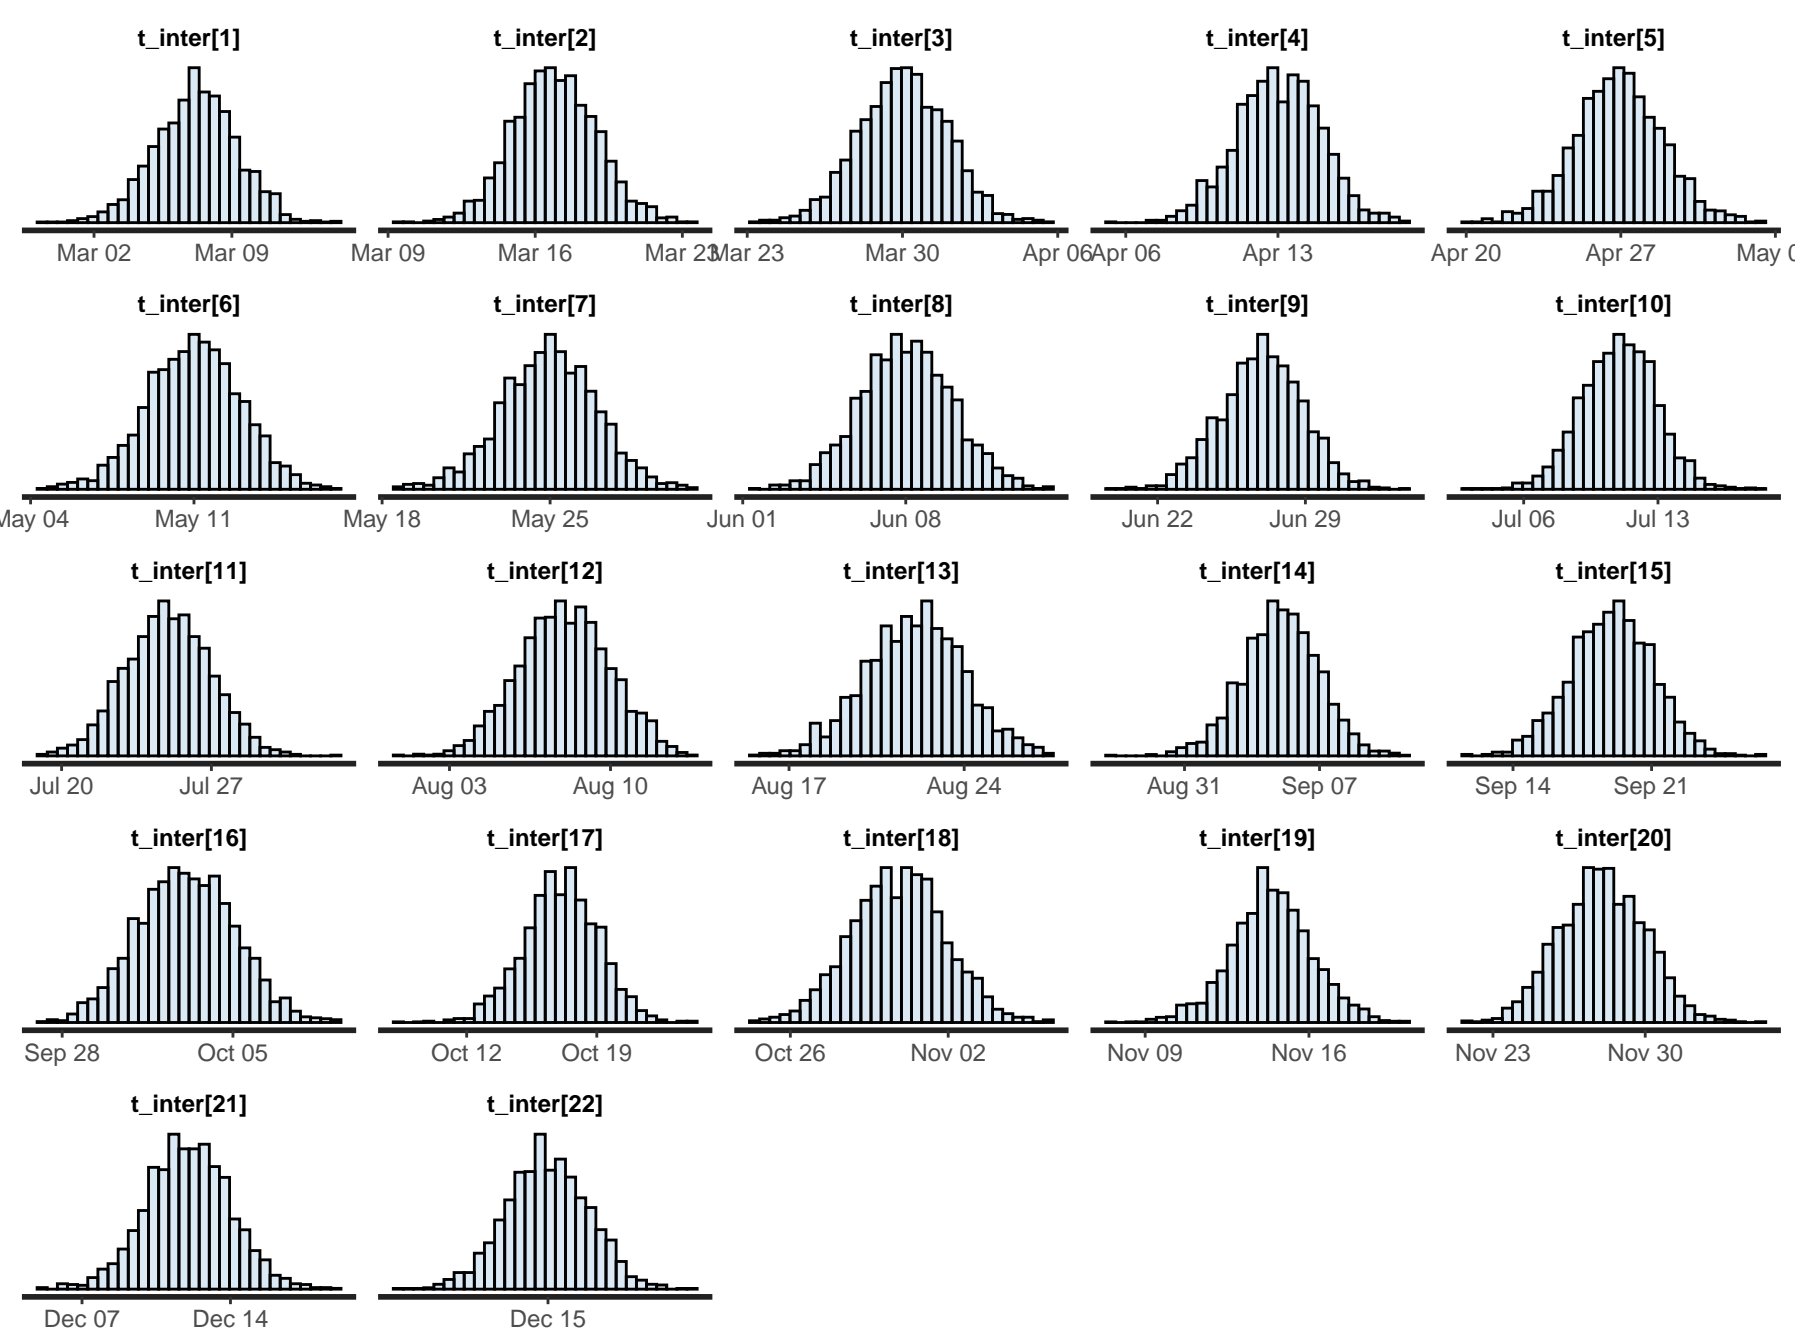 t_inter[1] t_inter[2] t_inter[3] t_inter[4] t_inter[5]
Mar 02 Mar 09 Mar 09 Mar 16 Mar 23 Mar 23 Mar 30 Apr 06 Apr 06 Apr 13 Apr 20 Apr 27 May 0
t_inter[6] t_inter[7] t_inter[8] t_inter[9] t_inter[10]
May 04 May 11 May 18 May 25 Jun 01 Jun 08 Jun 22 Jun 29 Jul 06 Jul 13
t_inter[11] t_inter[12] t_inter[13] t_inter[14] t_inter[15]
Jul 20 Jul 27 Aug 03 Aug 10 Aug 17 Aug 24 Aug 31 Sep 07 Sep 14 Sep 21
t_inter[16] t_inter[17] t_inter[18] t_inter[19] t_inter[20]
Sep 28 Oct 05 Oct 12 Oct 19 Oct 26 Nov 02 Nov 09 Nov 16 Nov 23 Nov 30
t_inter[21] t_inter[22]
Dec 07 Dec 14 Dec 15